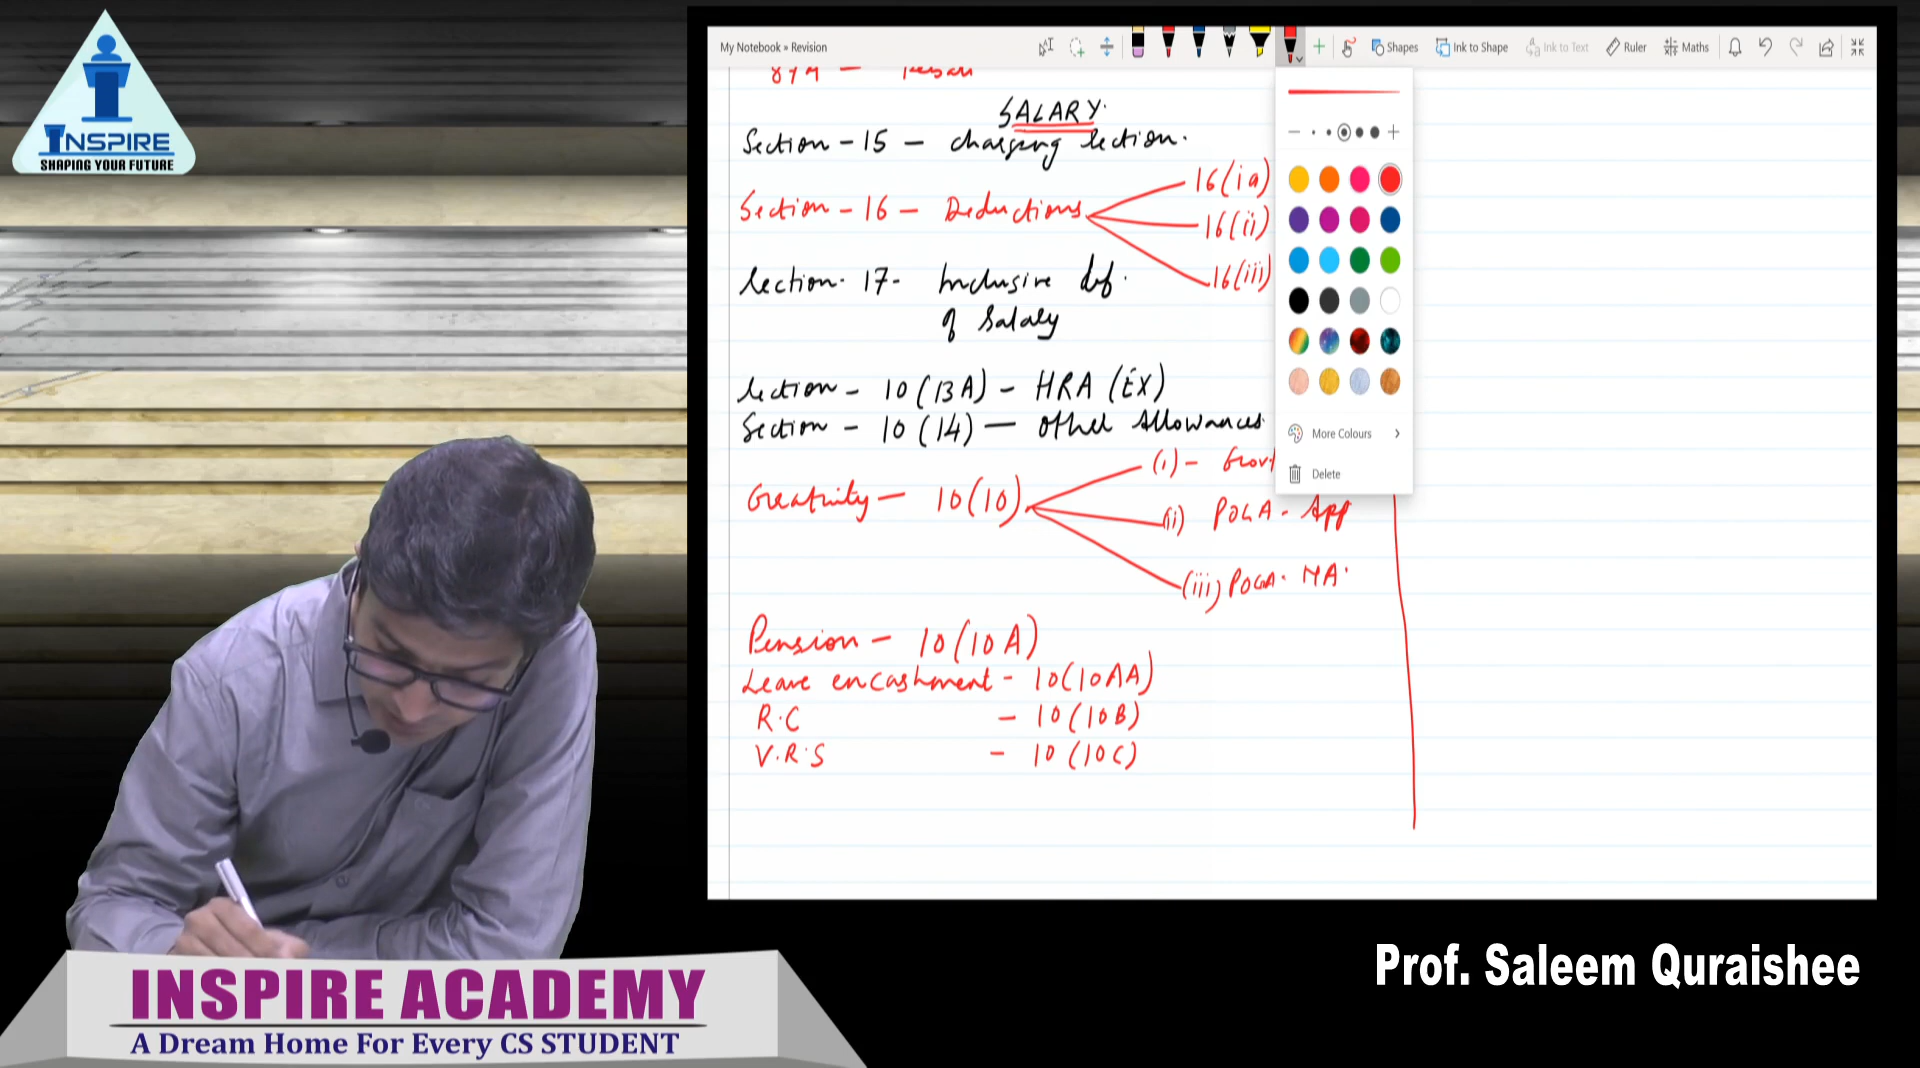 INSPIRE
SHAPING YOUR FUTURE
My Notebook » Revision
Shapes
Ink to Shape
Ink to Text
Ruler
Maths
SALARY
Section - 15 - charging section.
Section - 16 - Deductions
16(ia)
16(ii)
16(iii)
Section - 17 - Inclusive def.
of Salary
Section - 10(13A) - HRA (EX)
Section - 10(14) - Other Allowances
More Colours
Delete
Gratuity - 10(10)
(i) - Govt
(ii) POGA - App
(iii) POGA - NA
Pension - 10(10A)
Leave encashment - 10(10AA)
R.C - 10(10B)
V.R.S - 10(10C)
Prof. Saleem Quraishee
INSPIRE ACADEMY
A Dream Home For Every CS STUDENT